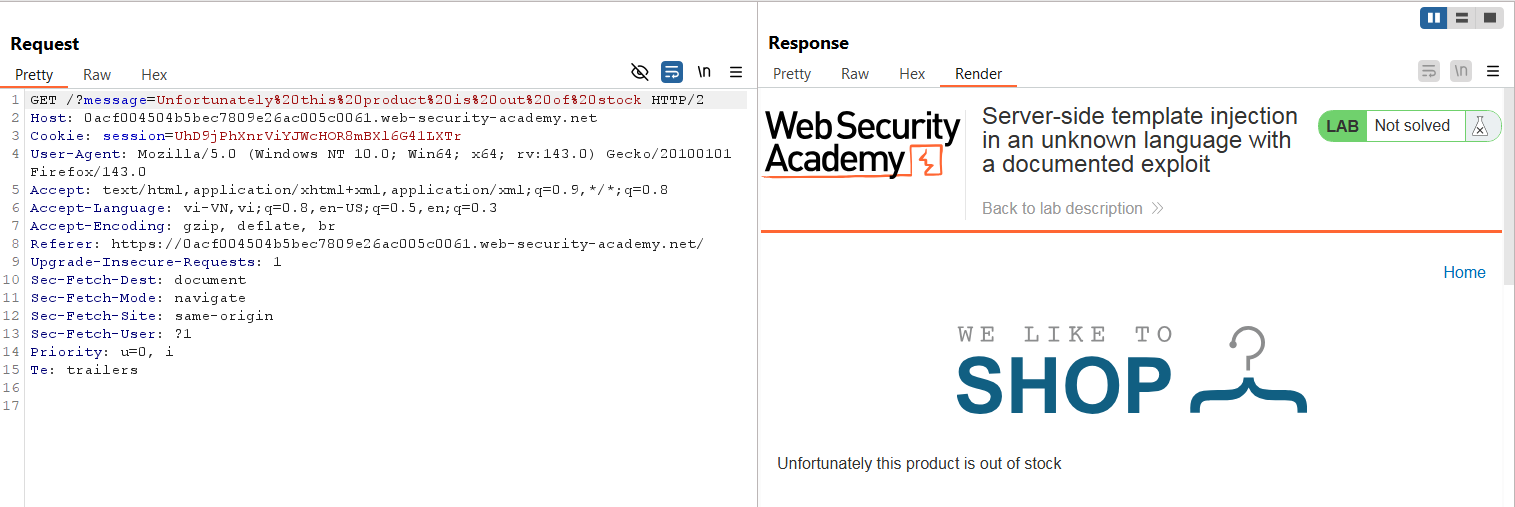 Request
Pretty Raw Hex
\n
1 GET /?message=Unfortunately%20this%20product%20is%20out%20of%20stock HTTP/2
2 Host: 0acf004504b5bec7809e26ac005c0061.web-security-academy.net
3 Cookie: session=UhD9jPhXnrViYJWcHOR8mBXl6G4lLXTr
4 User-Agent: Mozilla/5.0 (Windows NT 10.0; Win64; x64; rv:143.0) Gecko/20100101
Firefox/143.0
5 Accept: text/html,application/xhtml+xml,application/xml;q=0.9,*/*;q=0.8
6 Accept-Language: vi-VN,vi;q=0.8,en-US;q=0.5,en;q=0.3
7 Accept-Encoding: gzip, deflate, br
8 Referer: https://0acf004504b5bec7809e26ac005c0061.web-security-academy.net/
9 Upgrade-Insecure-Requests: 1
10 Sec-Fetch-Dest: document
11 Sec-Fetch-Mode: navigate
12 Sec-Fetch-Site: same-origin
13 Sec-Fetch-User: ?1
14 Priority: u=0, i
15 Te: trailers
16
17
Response
Pretty Raw Hex Render
\n
Web Security
Academy
Server-side template injection
in an unknown language with
a documented exploit
Back to lab description
LAB Not solved
Home
WE LIKE TO
SHOP
Unfortunately this product is out of stock